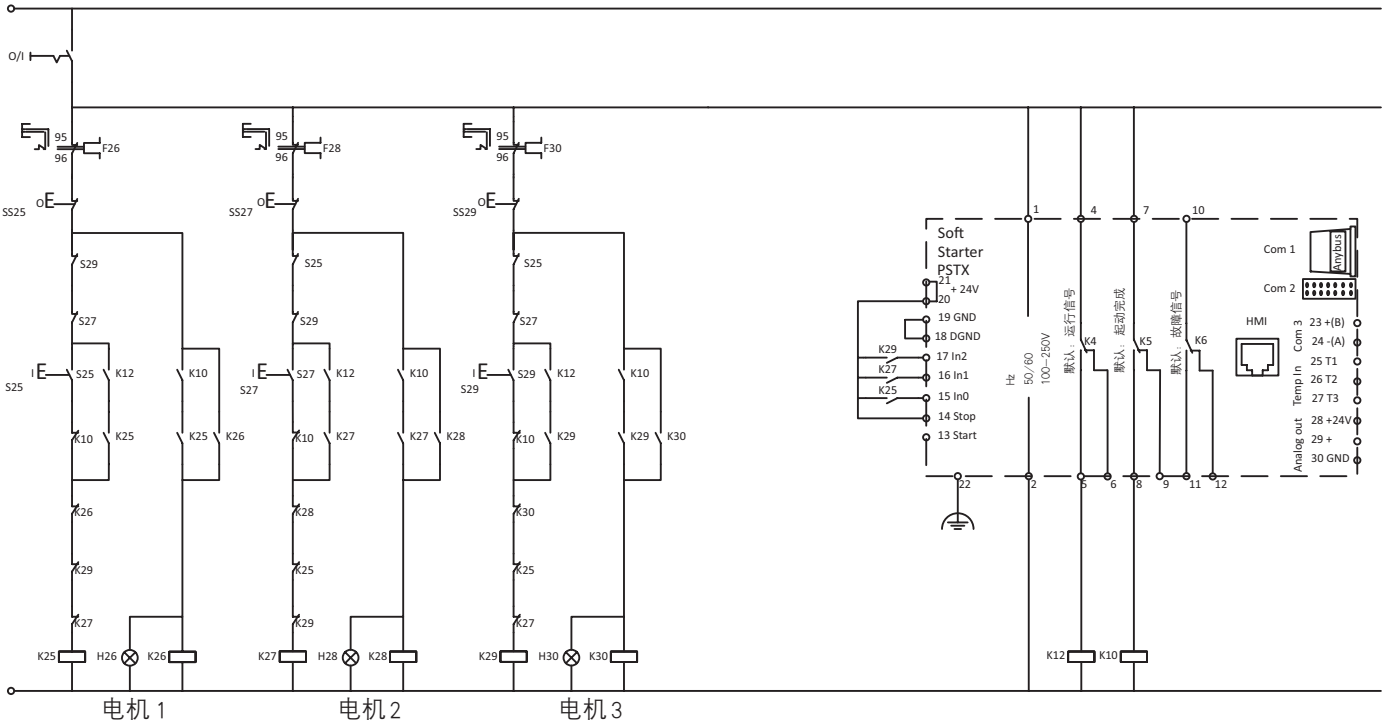 O/I
95
96
F26
95
96
F28
95
96
F30
O
SS25
O
SS27
O
SS29
S29
S25
S25
S27
S29
S27
I
S25
S25
K12
K10
I
S27
S27
K12
K10
I
S29
S29
K12
K10
K10
K25
K25
K26
K10
K27
K27
K28
K10
K29
K29
K30
K26
K28
K30
K29
K25
K25
K27
K29
K27
K25
H26
K26
K27
H28
K28
K29
H30
K30
电机 1
电机 2
电机 3
1
4
7
10
Soft
Starter
PSTX
21
+ 24V
20
19 GND
18 DGND
17 In2
16 In1
15 In0
14 Stop
13 Start
K29
K27
K25
22
Hz
50/60
100-250V
默认：运行信号
K4
默认：起动完成
K5
默认：故障信号
K6
2
5
6
8
9
11
12
Com 1
Anybus
Com 2
HMI
Com 3
23 +(B)
24 -(A)
Temp In
25 T1
26 T2
27 T3
Analog out
28 +24V
29 +
30 GND
K12
K10